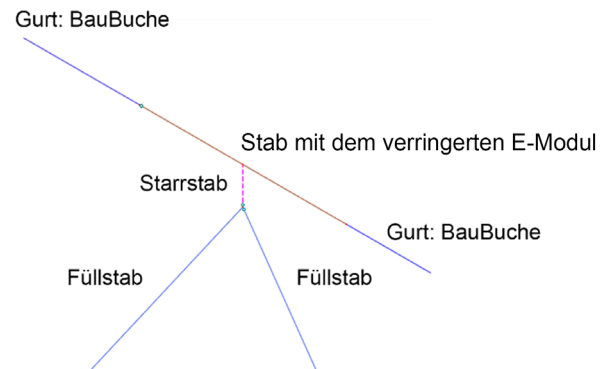 Gurt: BauBuche
Stab mit dem verringerten E-Modul
Starrstab
Gurt: BauBuche
Füllstab
Füllstab